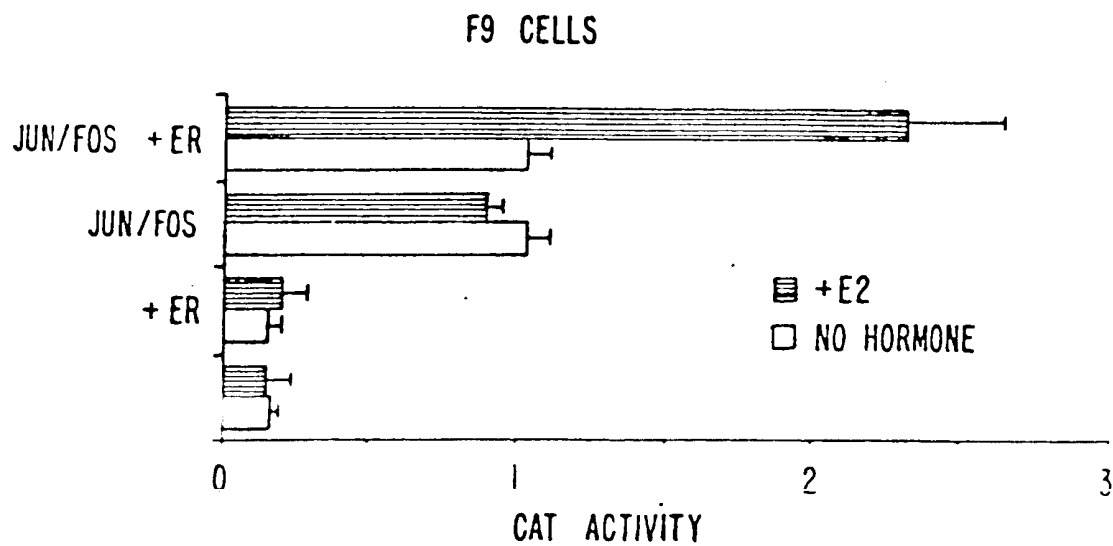 F9 CELLS
JUN/FOS + ER
JUN/FOS
+ ER
+E2
NO HORMONE
0 1 2 3
CAT ACTIVITY